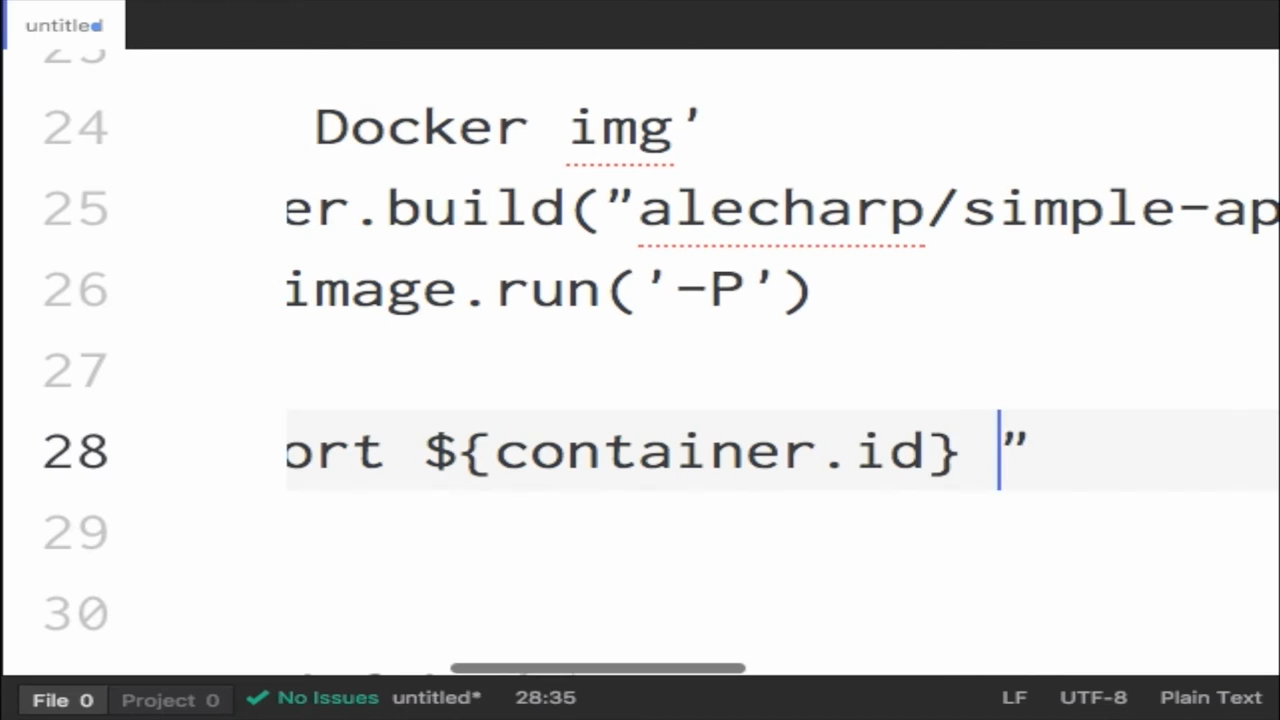 untitled
24 Docker img'
25 er.build("alecharp/simple-ap
26 image.run('-P')
27
28 ort ${container.id} "
29
30
File 0 Project 0 No Issues untitled* 28:35 LF UTF-8 Plain Text